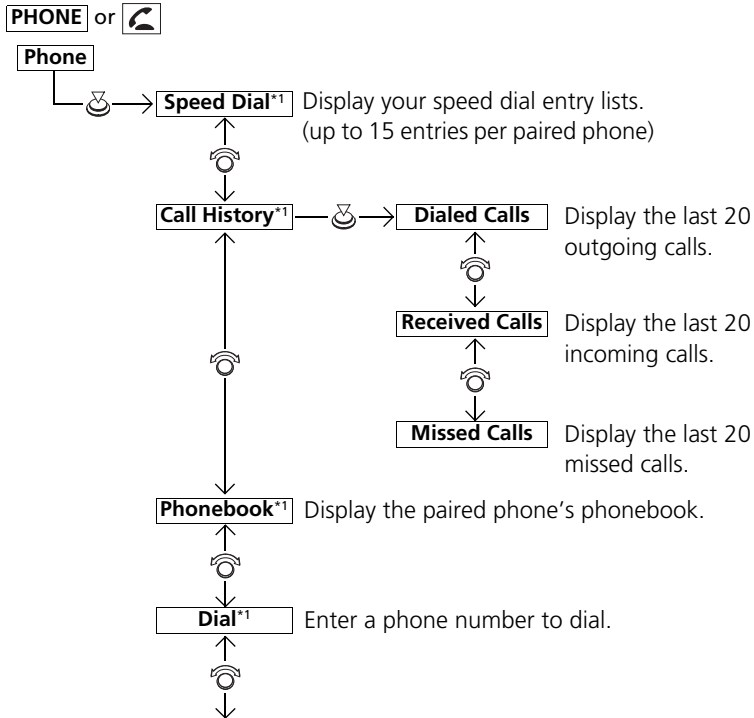 PHONE or
Phone
Speed Dial*1 Display your speed dial entry lists.
(up to 15 entries per paired phone)
Call History*1 Dialed Calls Display the last 20
outgoing calls.
Received Calls Display the last 20
incoming calls.
Missed Calls Display the last 20
missed calls.
Phonebook*1 Display the paired phone’s phonebook.
Dial*1 Enter a phone number to dial.